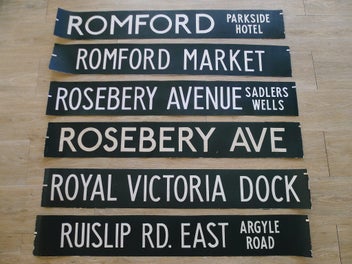 ROMFORD PARKSIDE HOTEL
ROMFORD MARKET
ROSEBERY AVENUE SADLERS WELLS
ROSEBERY AVE
ROYAL VICTORIA DOCK
RUISLIP RD. EAST ARGYLE ROAD